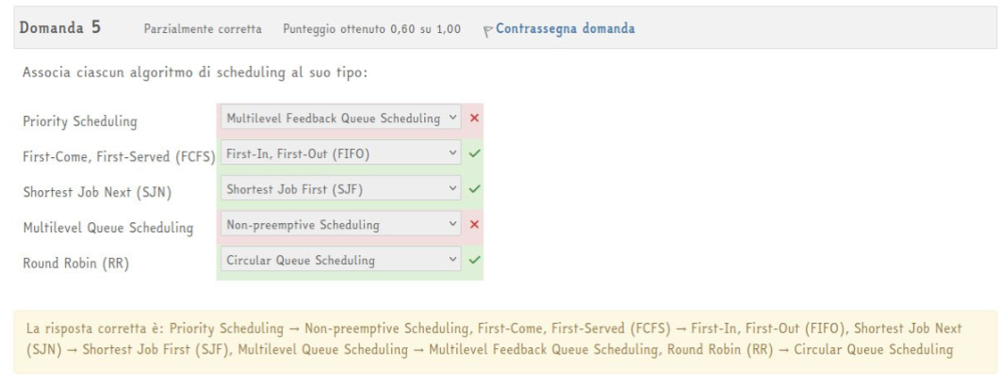 Domanda 5 Parzialmente corretta Punteggio ottenuto 0,60 su 1,00 Contrassegna domanda
Associa ciascun algoritmo di scheduling al suo tipo:
Priority Scheduling Multilevel Feedback Queue Scheduling
First-Come, First-Served (FCFS) First-In, First-Out (FIFO)
Shortest Job Next (SJN) Shortest Job First (SJF)
Multilevel Queue Scheduling Non-preemptive Scheduling
Round Robin (RR) Circular Queue Scheduling
La risposta corretta è: Priority Scheduling → Non-preemptive Scheduling, First-Come, First-Served (FCFS) → First-In, First-Out (FIFO), Shortest Job Next
(SJN) → Shortest Job First (SJF), Multilevel Queue Scheduling → Multilevel Feedback Queue Scheduling, Round Robin (RR) → Circular Queue Scheduling